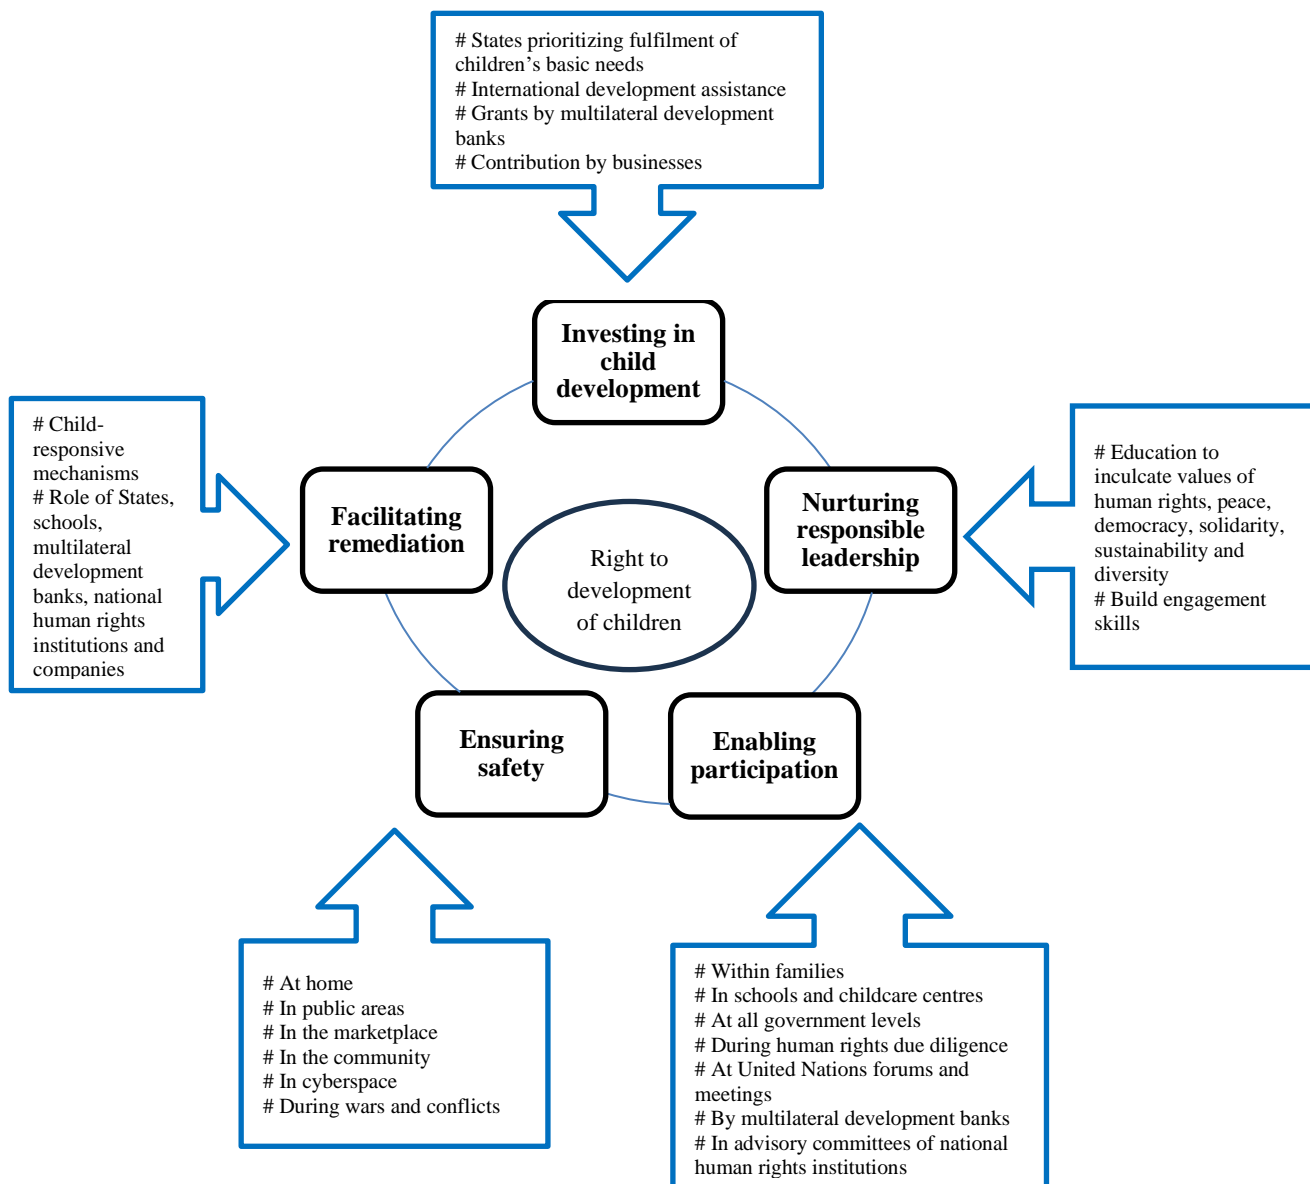 # States prioritizing fulfilment of
children’s basic needs
# International development assistance
# Grants by multilateral development
banks
# Contribution by businesses
Investing in
child
development
# Child-
responsive
mechanisms
# Role of States,
schools,
multilateral
development
banks, national
human rights
institutions and
companies
Facilitating
remediation
Right to
development
of children
Nurturing
responsible
leadership
# Education to
inculcate values of
human rights, peace,
democracy, solidarity,
sustainability and
diversity
# Build engagement
skills
Ensuring
safety
Enabling
participation
# At home
# In public areas
# In the marketplace
# In the community
# In cyberspace
# During wars and conflicts
# Within families
# In schools and childcare centres
# At all government levels
# During human rights due diligence
# At United Nations forums and
meetings
# By multilateral development banks
# In advisory committees of national
human rights institutions